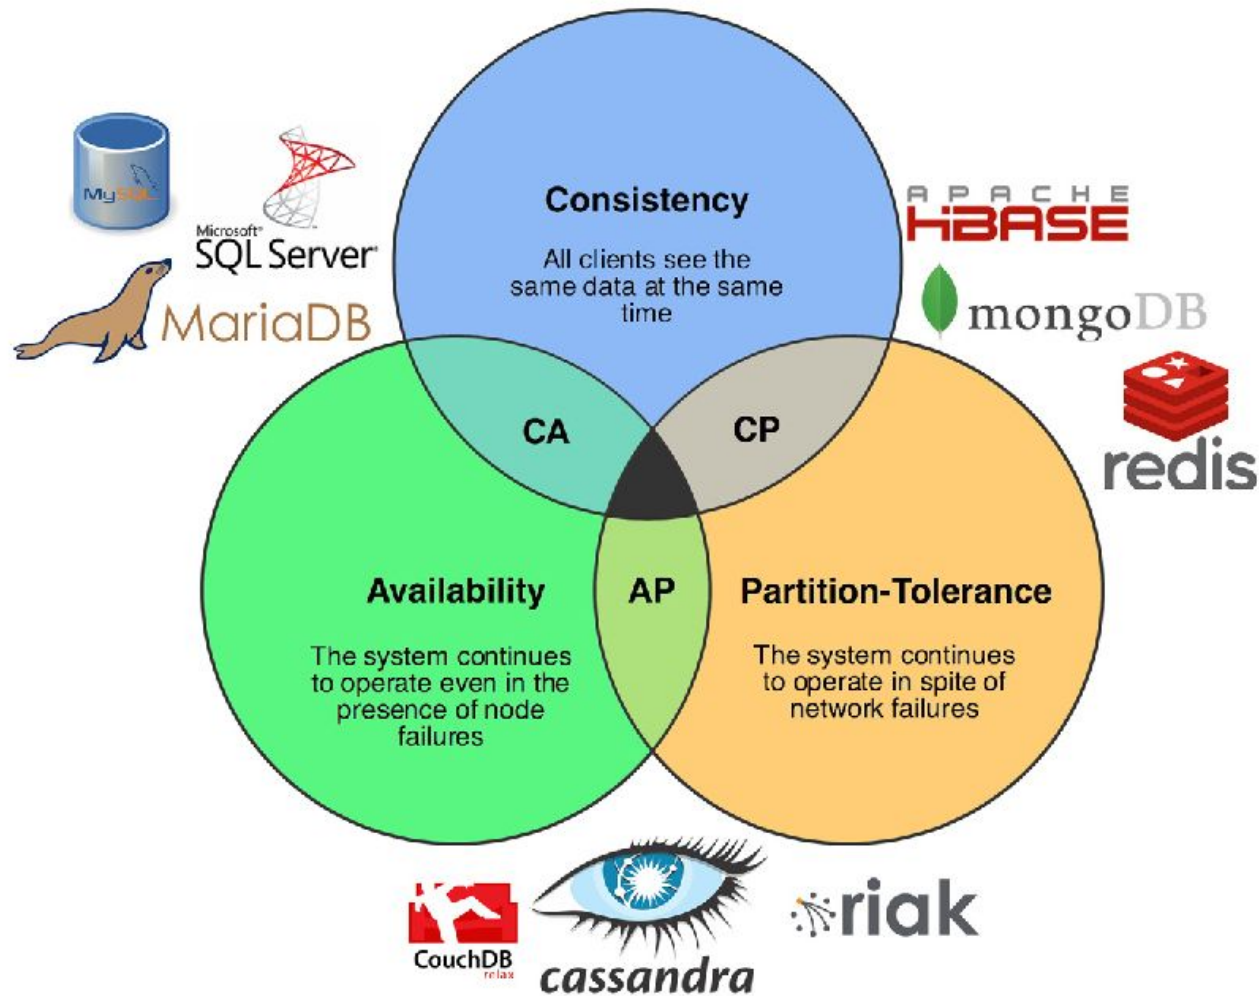 MySQL
Microsoft®
SQL Server®
MariaDB
Consistency
All clients see the
same data at the same
time
APACHE
HBASE
mongoDB
redis
CA
CP
Availability
The system continues
to operate even in the
presence of node
failures
AP
Partition-Tolerance
The system continues
to operate in spite of
network failures
CouchDB
relax
cassandra
riak